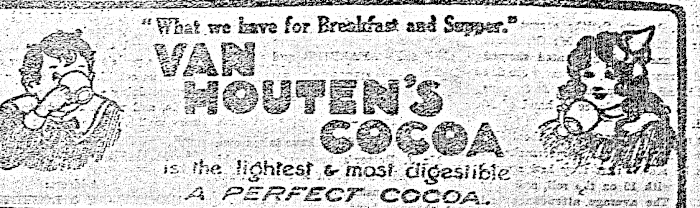 "What we have for Breakfast and Supper."
VAN
HOUTEN'S
COCOA
is the lightest & most digestible
A PERFECT COCOA.